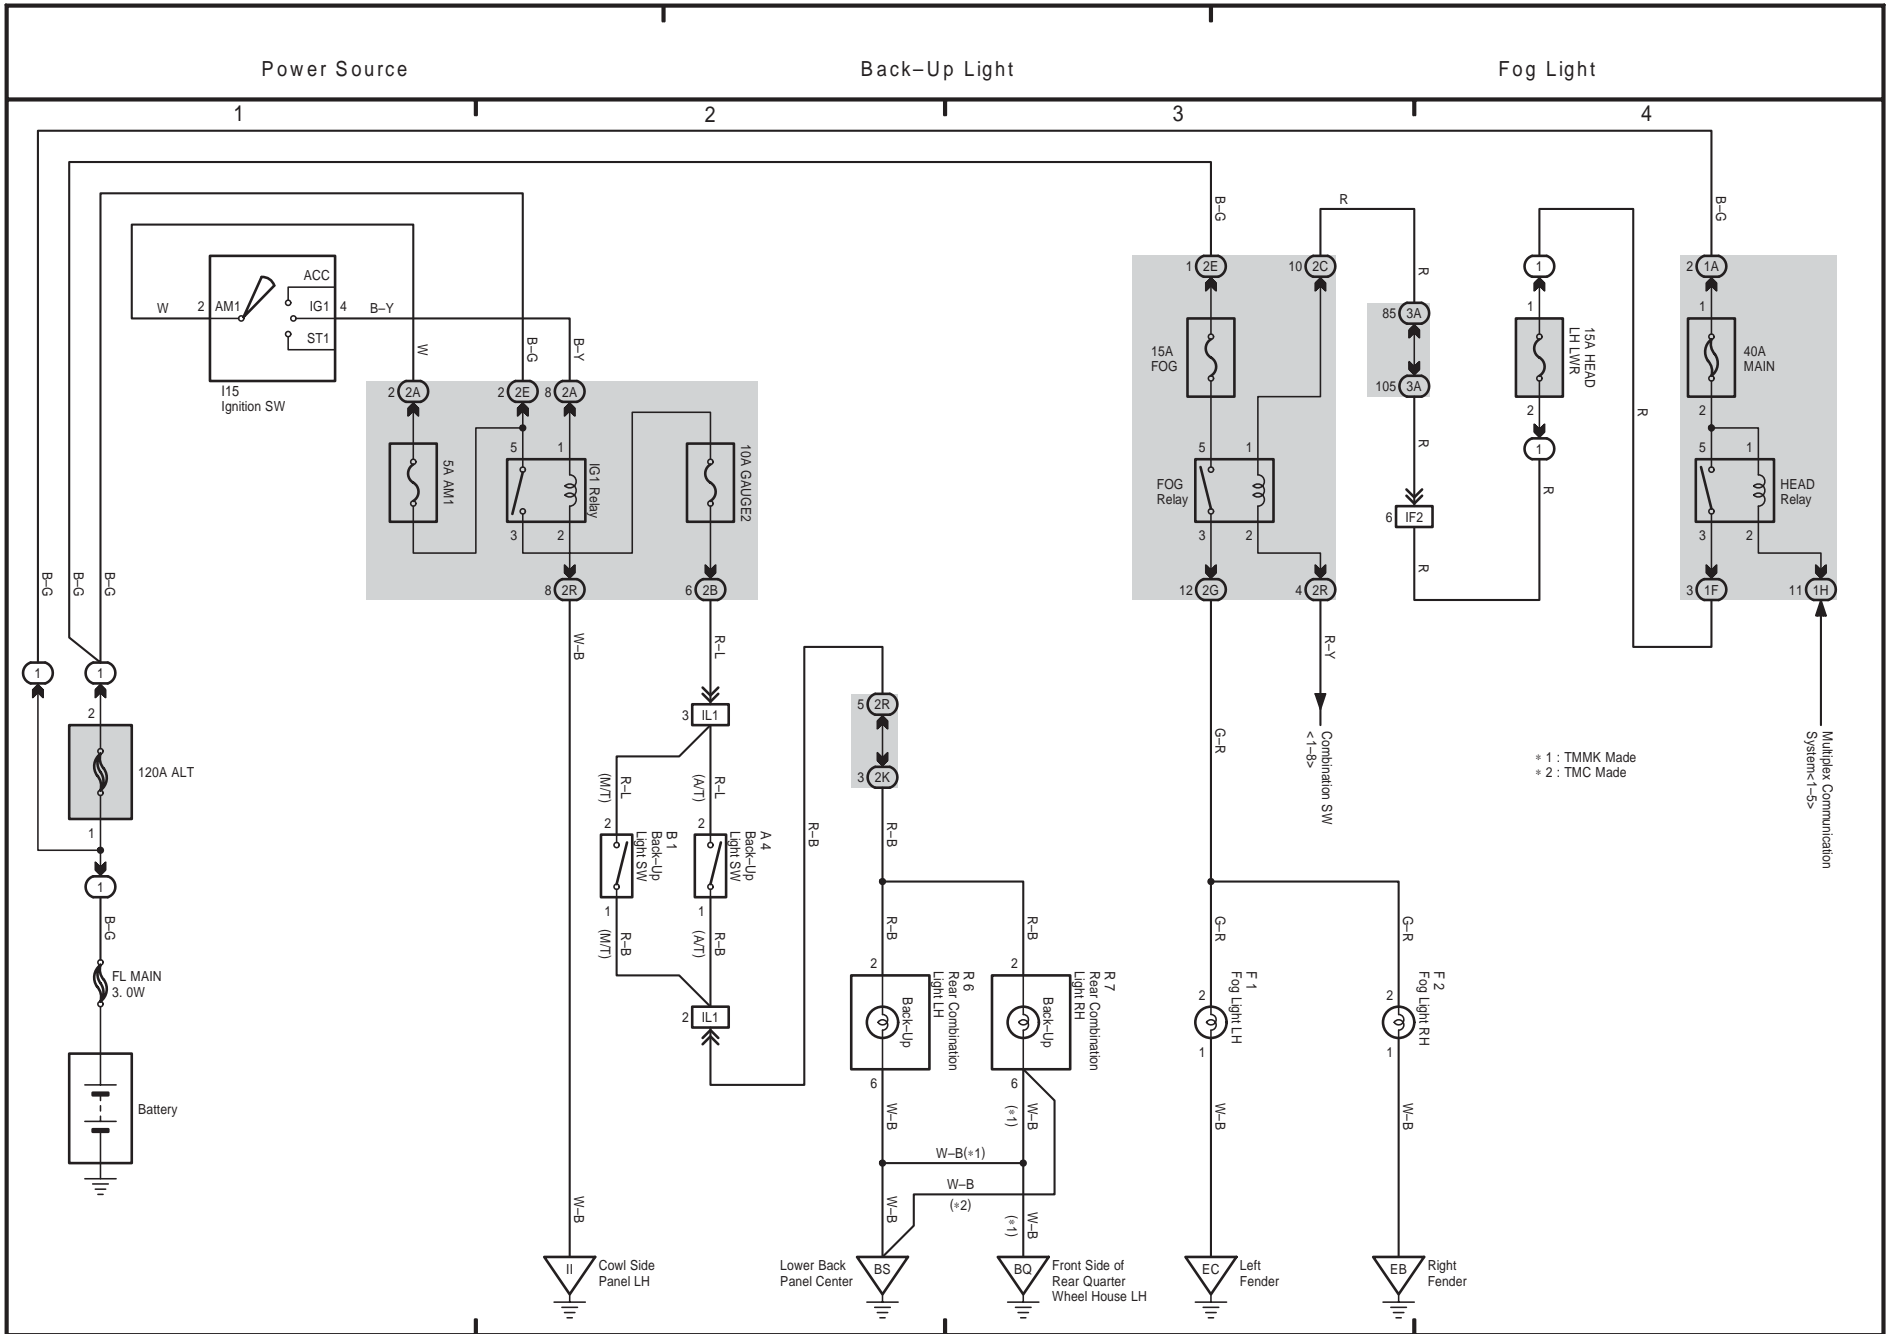 Power Source
Back–Up Light
Fog Light
1
2
3
4
B–G
B–G
R
ACC
IG1
ST1
AM1
W
2
4
B–Y
I15
Ignition SW
W
B–G
B–Y
2 2A
2 2E
8 2A
5A AM1
5
1
3
2
IG1 Relay
10A GAUGE2
8 2R
6 2B
1 2E
10 2C
15A
FOG
5
1
FOG
Relay
3
2
12 2G
4 2R
R
85 3A
105 3A
R
6 IF2
R
1
1
15A HEAD
LH LWR
2
1
R
R
2 1A
1
40A
MAIN
2
5
1
HEAD
Relay
3
2
3 1F
11 1H
B–G
B–G
B–G
1
1
2
120A ALT
1
1
B–G
FL MAIN
3. 0W
Battery
W–B
R–L
3 IL1
R–L
(M/T)
R–L
(A/T)
2
2
B 1
Back–Up
Light SW
A 4
Back–Up
Light SW
1
1
R–B
(M/T)
R–B
(A/T)
2 IL1
R–B
5 2R
3 2K
R–B
R–B
R–B
2
2
Back–Up
R 6
Rear Combination
Light LH
Back–Up
R 7
Rear Combination
Light RH
6
6
W–B
W–B
(∗1)
W–B(∗1)
W–B
(∗2)
W–B
W–B
(∗1)
W–B
R–Y
Combination SW
<1–8>
G–R
∗ 1 : TMMK Made
∗ 2 : TMC Made
Multiplex Communication
System<1–5>
G–R
G–R
2
F 1
Fog Light LH
1
2
F 2
Fog Light RH
1
W–B
W–B
II
Cowl Side
Panel LH
Lower Back
Panel Center
BS
BQ
Front Side of
Rear Quarter
Wheel House LH
EC
Left
Fender
EB
Right
Fender